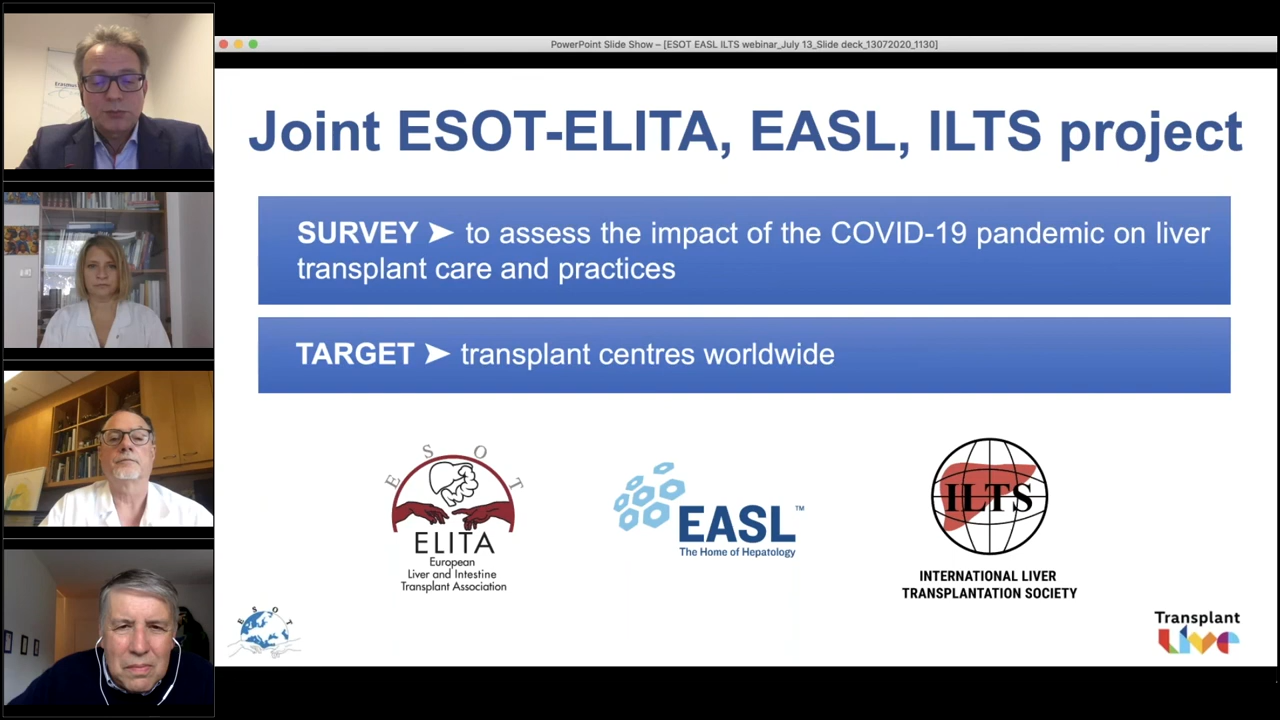 PowerPoint Slide Show – [ESOT EASL ILTS webinar_July 13_Slide deck_13072020_1130]
Joint ESOT-ELITA, EASL, ILTS project
SURVEY ➤ to assess the impact of the COVID-19 pandemic on liver
transplant care and practices
TARGET ➤ transplant centres worldwide
E S O T
ELITA
European
Liver and Intestine
Transplant Association
EASL™
The Home of Hepatology
ILTS
INTERNATIONAL LIVER
TRANSPLANTATION SOCIETY
E S O T
Transplant
Live